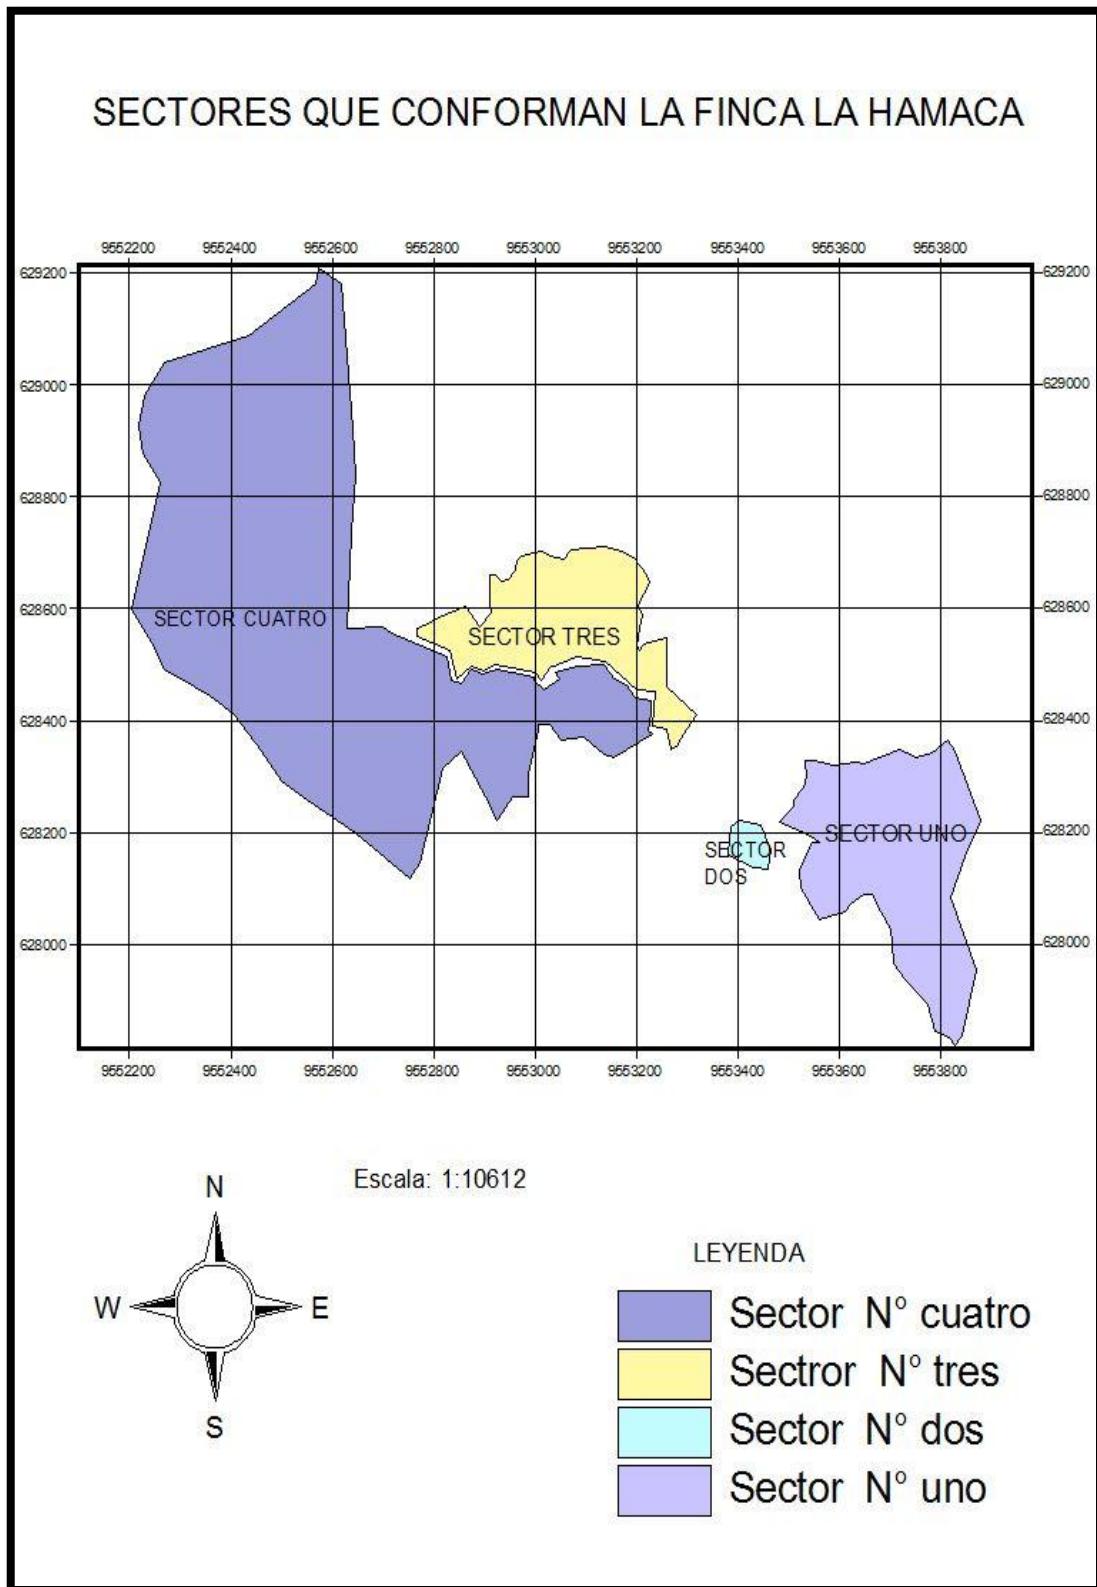 SECTORES QUE CONFORMAN LA FINCA LA HAMACA
9552200 9552400 9552600 9552800 9553000 9553200 9553400 9553600 9553800
629200 629200
629000 629000
628800 628800
628600 628600
SECTOR CUATRO
SECTOR TRES
628400 628400
628200 628200
SECTOR UNO
SECTOR
DOS
628000 628000
9552200 9552400 9552600 9552800 9553000 9553200 9553400 9553600 9553800
Escala: 1:10612
N
W E
S
LEYENDA
Sector N° cuatro
Sectror N° tres
Sector N° dos
Sector N° uno